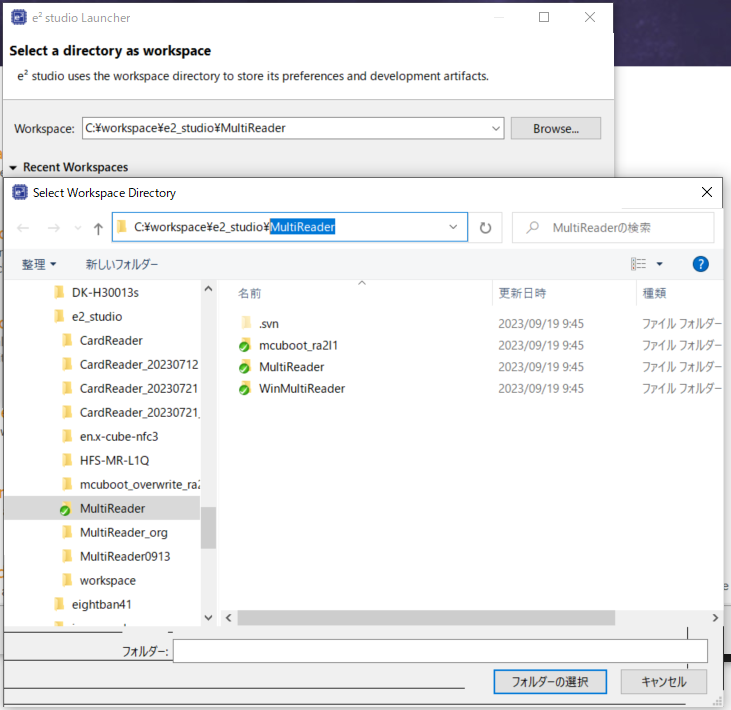 e² studio Launcher
Select a directory as workspace
e² studio uses the workspace directory to store its preferences and development artifacts.
Workspace: C:¥workspace¥e2_studio¥MultiReader Browse...
Recent Workspaces
Select Workspace Directory
C:¥workspace¥e2_studio¥MultiReader MultiReaderの検索
整理 新しいフォルダー
名前 更新日時 種類
DK-H30013s
e2_studio
CardReader
CardReader_20230712
CardReader_20230721
CardReader_20230721_
en.x-cube-nfc3
HFS-MR-L1Q
mcuboot_overwrite_ra2
MultiReader
MultiReader_org
MultiReader0913
workspace
eightban41
.svn 2023/09/19 9:45 ファイル フォルダー
mcuboot_ra2l1 2023/09/19 9:45 ファイル フォルダー
MultiReader 2023/09/19 9:45 ファイル フォルダー
WinMultiReader 2023/09/19 9:45 ファイル フォルダー
フォルダー:
フォルダーの選択 キャンセル